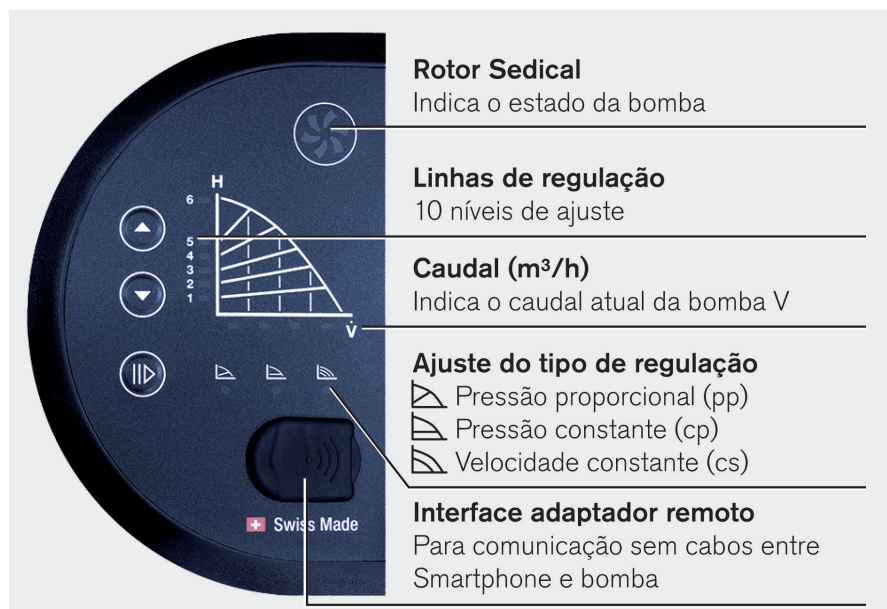 Rotor Sedical
Indica o estado da bomba
Linhas de regulação
10 níveis de ajuste
Caudal (m³/h)
Indica o caudal atual da bomba V
Ajuste do tipo de regulação
Pressão proporcional (pp)
Pressão constante (cp)
Velocidade constante (cs)
Interface adaptador remoto
Para comunicação sem cabos entre
Smartphone e bomba
H
6
5
4
3
2
1
V̇
Swiss Made